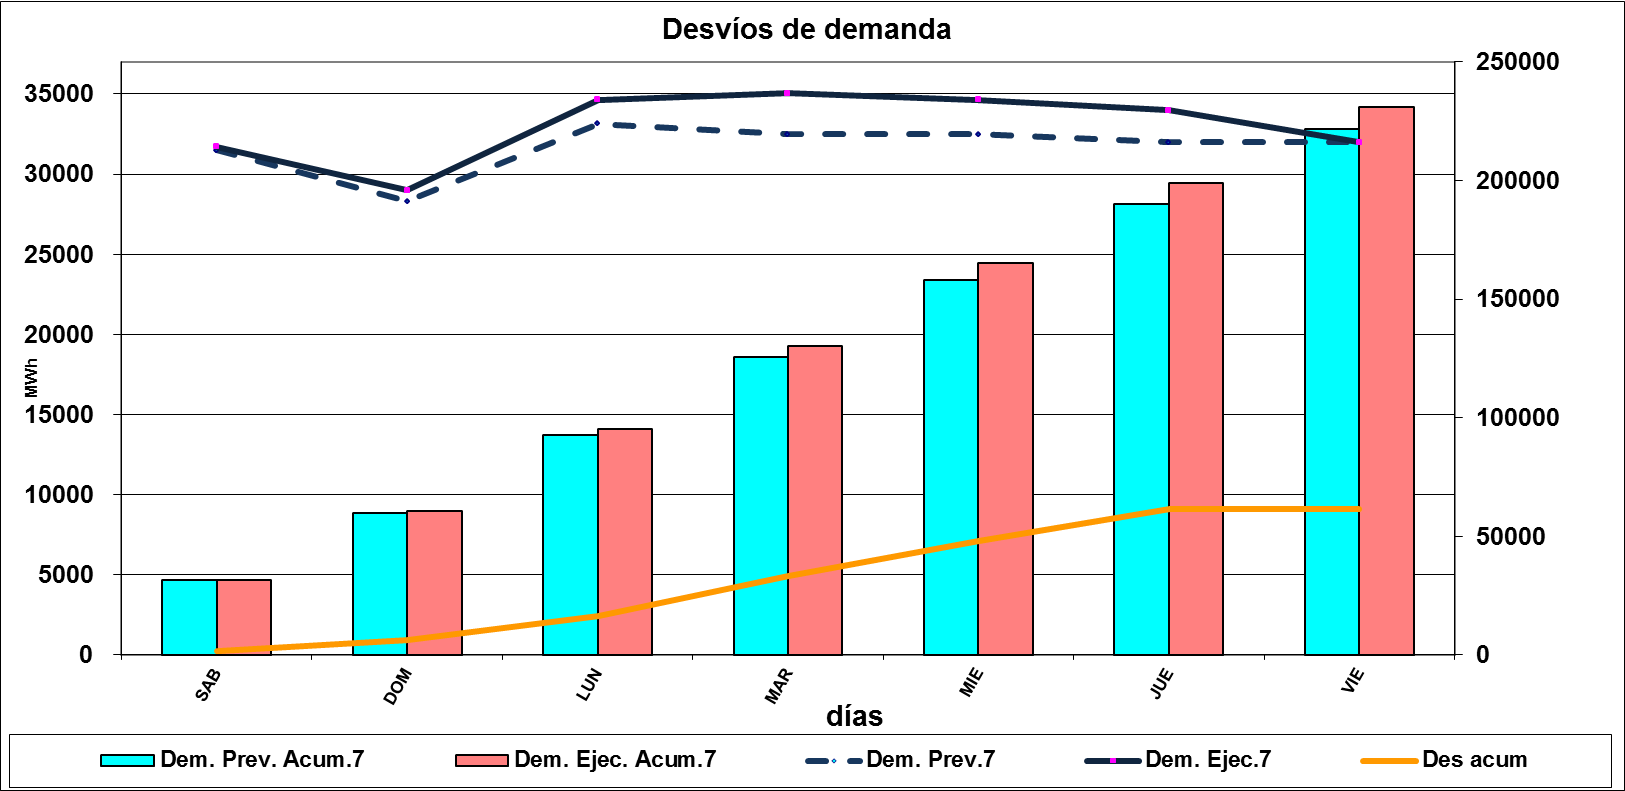 Desvíos de demanda
250000
35000
30000
200000
25000
150000
20000
MWh
15000
100000
10000
50000
5000
0
0
SAB
DOM
LUN
MAR
MIE
JUE
VIE
días
Dem. Prev. Acum.7
Dem. Ejec. Acum.7
Dem. Prev.7
Dem. Ejec.7
Des acum